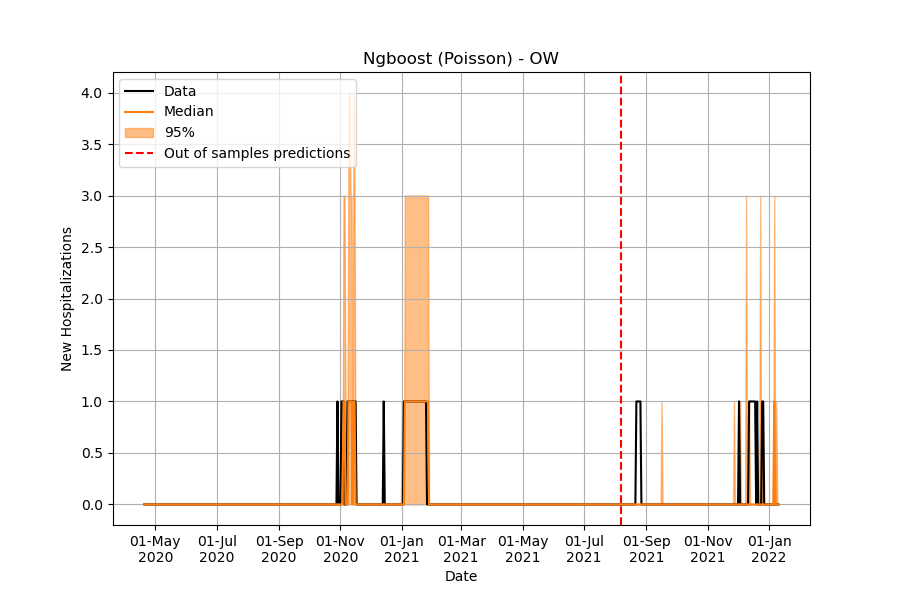 Ngboost (Poisson) - OW
Data
Median
95%
Out of samples predictions
4.0
3.5
3.0
2.5
2.0
1.5
1.0
0.5
0.0
New Hospitalizations
01-May 01-Jul 01-Sep 01-Nov 01-Jan 01-Mar 01-May 01-Jul 01-Sep 01-Nov 01-Jan
2020 2020 2020 2020 2021 2021 2021 2021 2021 2021 2022
Date